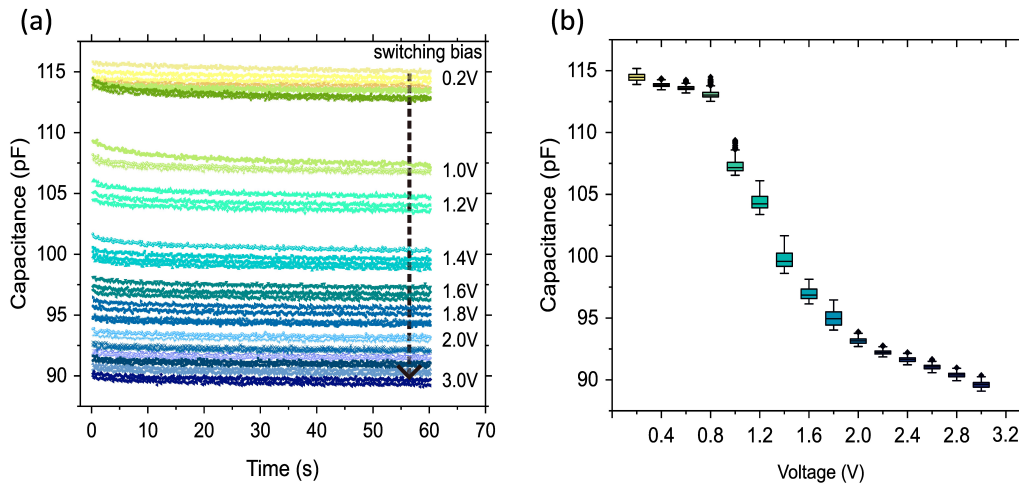 (a)
switching bias
115
110
105
100
95
90
0.2V
1.0V
1.2V
1.4V
1.6V
1.8V
2.0V
3.0V
0 10 20 30 40 50 60 70
Capacitance (pF)
Time (s)
(b)
115
110
105
100
95
90
0.4 0.8 1.2 1.6 2.0 2.4 2.8 3.2
Capacitance (pF)
Voltage (V)